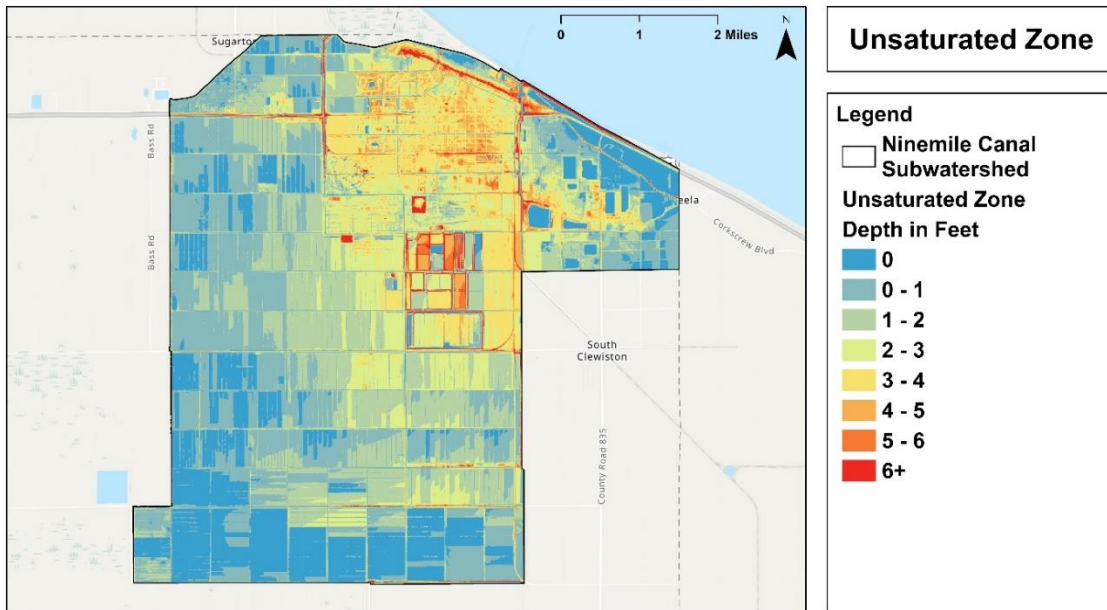 Sugarto
0 1 2 Miles
N
Bass Rd
Bass Rd
eela
Corkscrew Blvd
South
Clewiston
County Road 835
Unsaturated Zone
Legend
Ninemile Canal
Subwatershed
Unsaturated Zone
Depth in Feet
0
0 - 1
1 - 2
2 - 3
3 - 4
4 - 5
5 - 6
6+